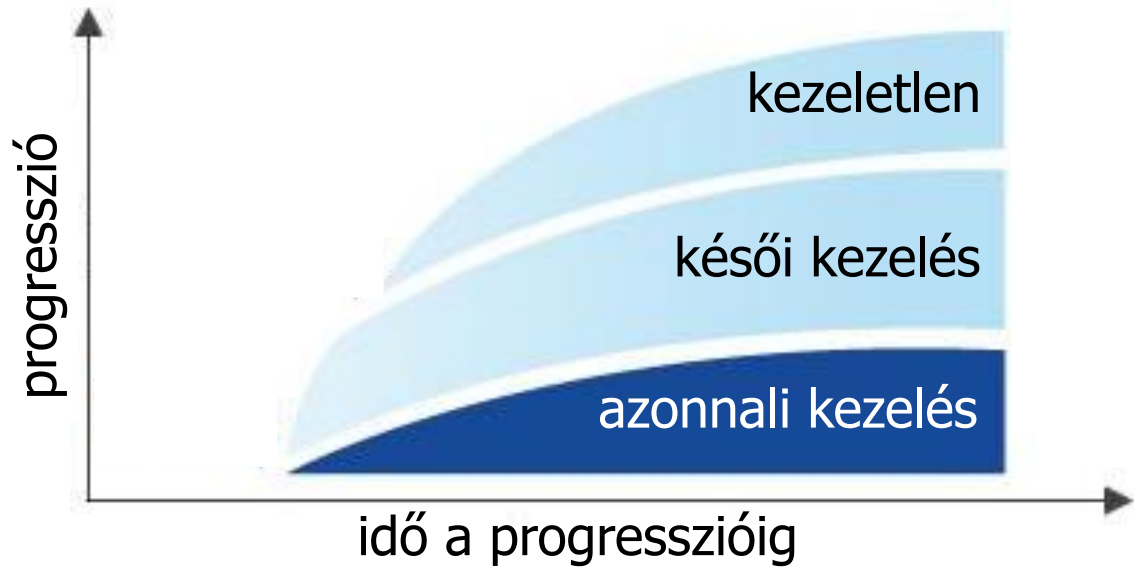 progresszió
kezeletlen
késői kezelés
azonnali kezelés
idő a progresszióig